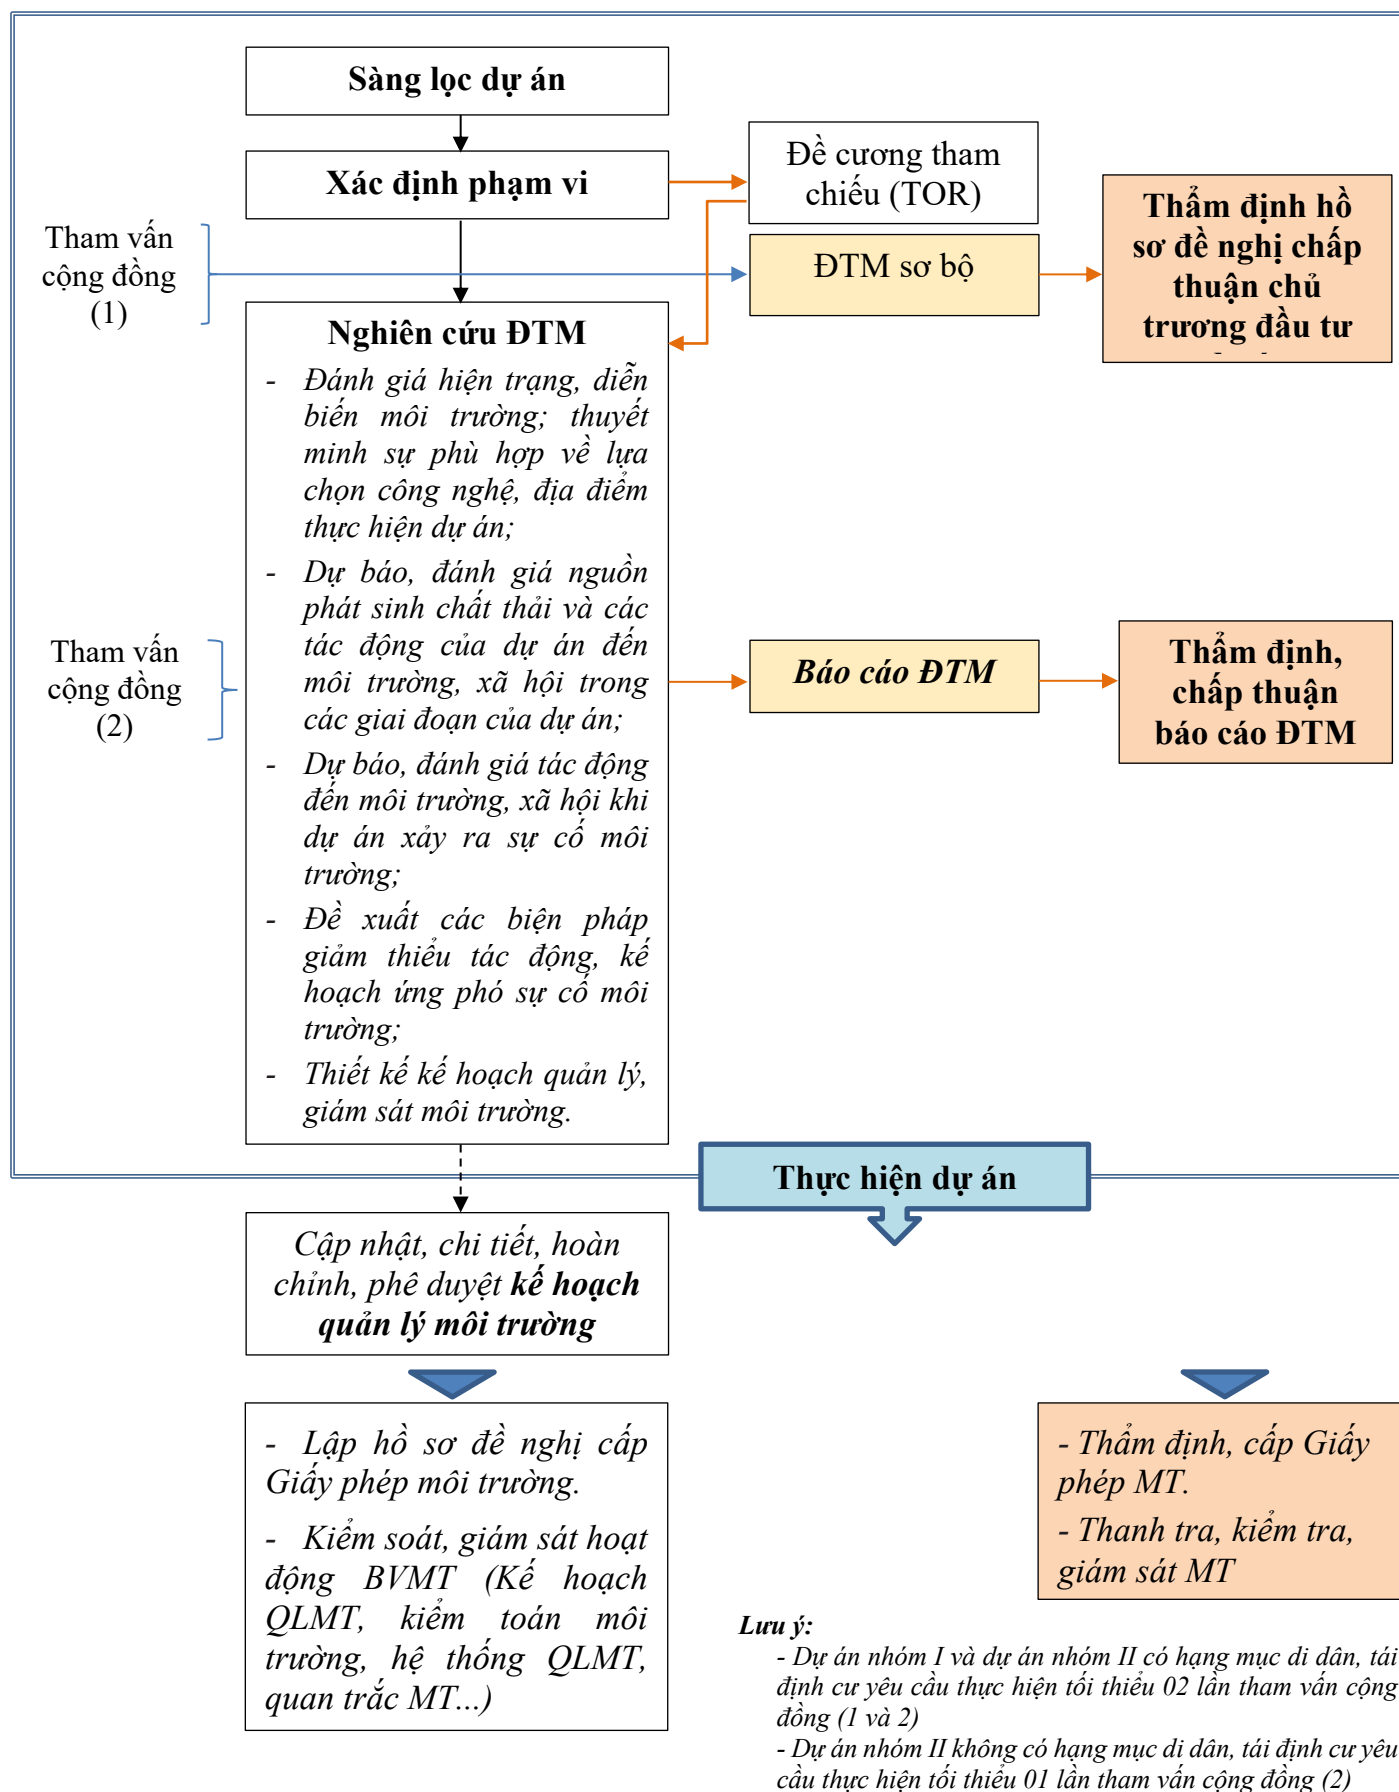 Sàng lọc dự án
Xác định phạm vi
Đề cương tham
chiếu (TOR)
Tham vấn
cộng đồng
(1)
ĐTM sơ bộ
Thẩm định hồ
sơ đề nghị chấp
thuận chủ
trương đầu tư
Nghiên cứu ĐTM
- Đánh giá hiện trạng, diễn
biến môi trường; thuyết
minh sự phù hợp về lựa
chọn công nghệ, địa điểm
thực hiện dự án;
- Dự báo, đánh giá nguồn
phát sinh chất thải và các
tác động của dự án đến
môi trường, xã hội trong
các giai đoạn của dự án;
- Dự báo, đánh giá tác động
đến môi trường, xã hội khi
dự án xảy ra sự cố môi
trường;
- Đề xuất các biện pháp
giảm thiểu tác động, kế
hoạch ứng phó sự cố môi
trường;
- Thiết kế kế hoạch quản lý,
giám sát môi trường.
Tham vấn
cộng đồng
(2)
Báo cáo ĐTM
Thẩm định,
chấp thuận
báo cáo ĐTM
Thực hiện dự án
Cập nhật, chi tiết, hoàn
chỉnh, phê duyệt kế hoạch
quản lý môi trường
- Lập hồ sơ đề nghị cấp
Giấy phép môi trường.
- Kiểm soát, giám sát hoạt
động BVMT (Kế hoạch
QLMT, kiểm toán môi
trường, hệ thống QLMT,
quan trắc MT...)
- Thẩm định, cấp Giấy
phép MT.
- Thanh tra, kiểm tra,
giám sát MT
Lưu ý:
- Dự án nhóm I và dự án nhóm II có hạng mục di dân, tái
định cư yêu cầu thực hiện tối thiểu 02 lần tham vấn cộng
đồng (1 và 2)
- Dự án nhóm II không có hạng mục di dân, tái định cư yêu
cầu thực hiện tối thiểu 01 lần tham vấn cộng đồng (2)